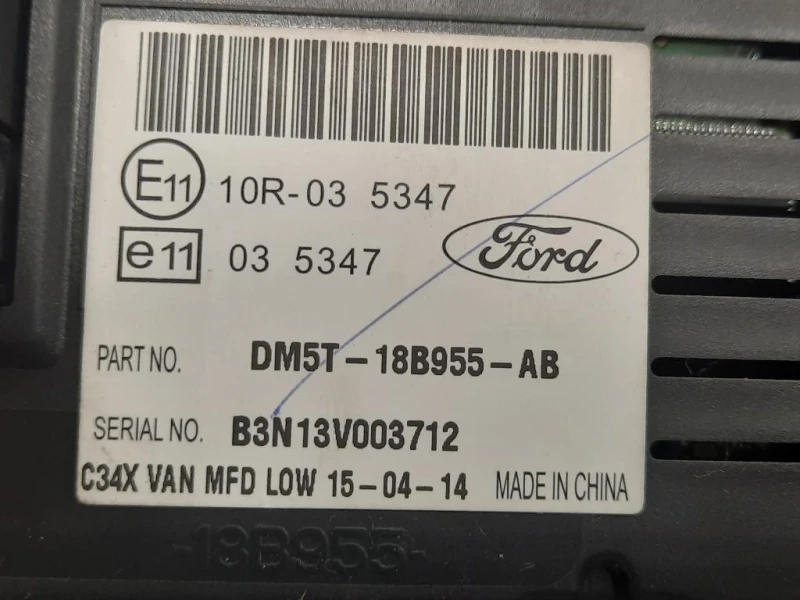 E11 10R-03 5347
e11 03 5347
Ford
PART NO. DM5T-18B955-AB
SERIAL NO. B3N13V003712
C34X VAN MFD LOW 15-04-14 MADE IN CHINA
-18B955-